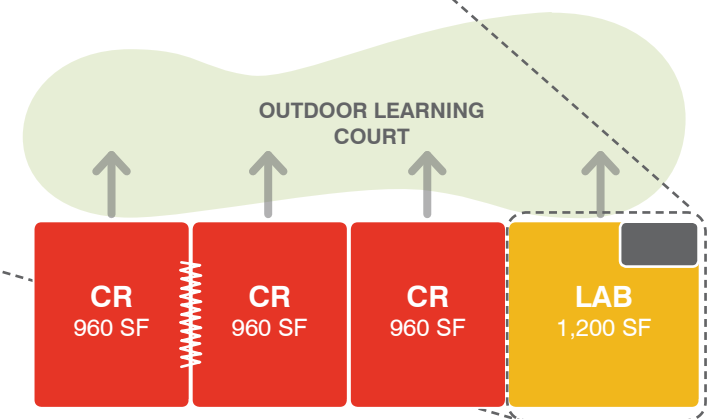 OUTDOOR LEARNING
COURT
CR
960 SF
CR
960 SF
CR
960 SF
LAB
1,200 SF